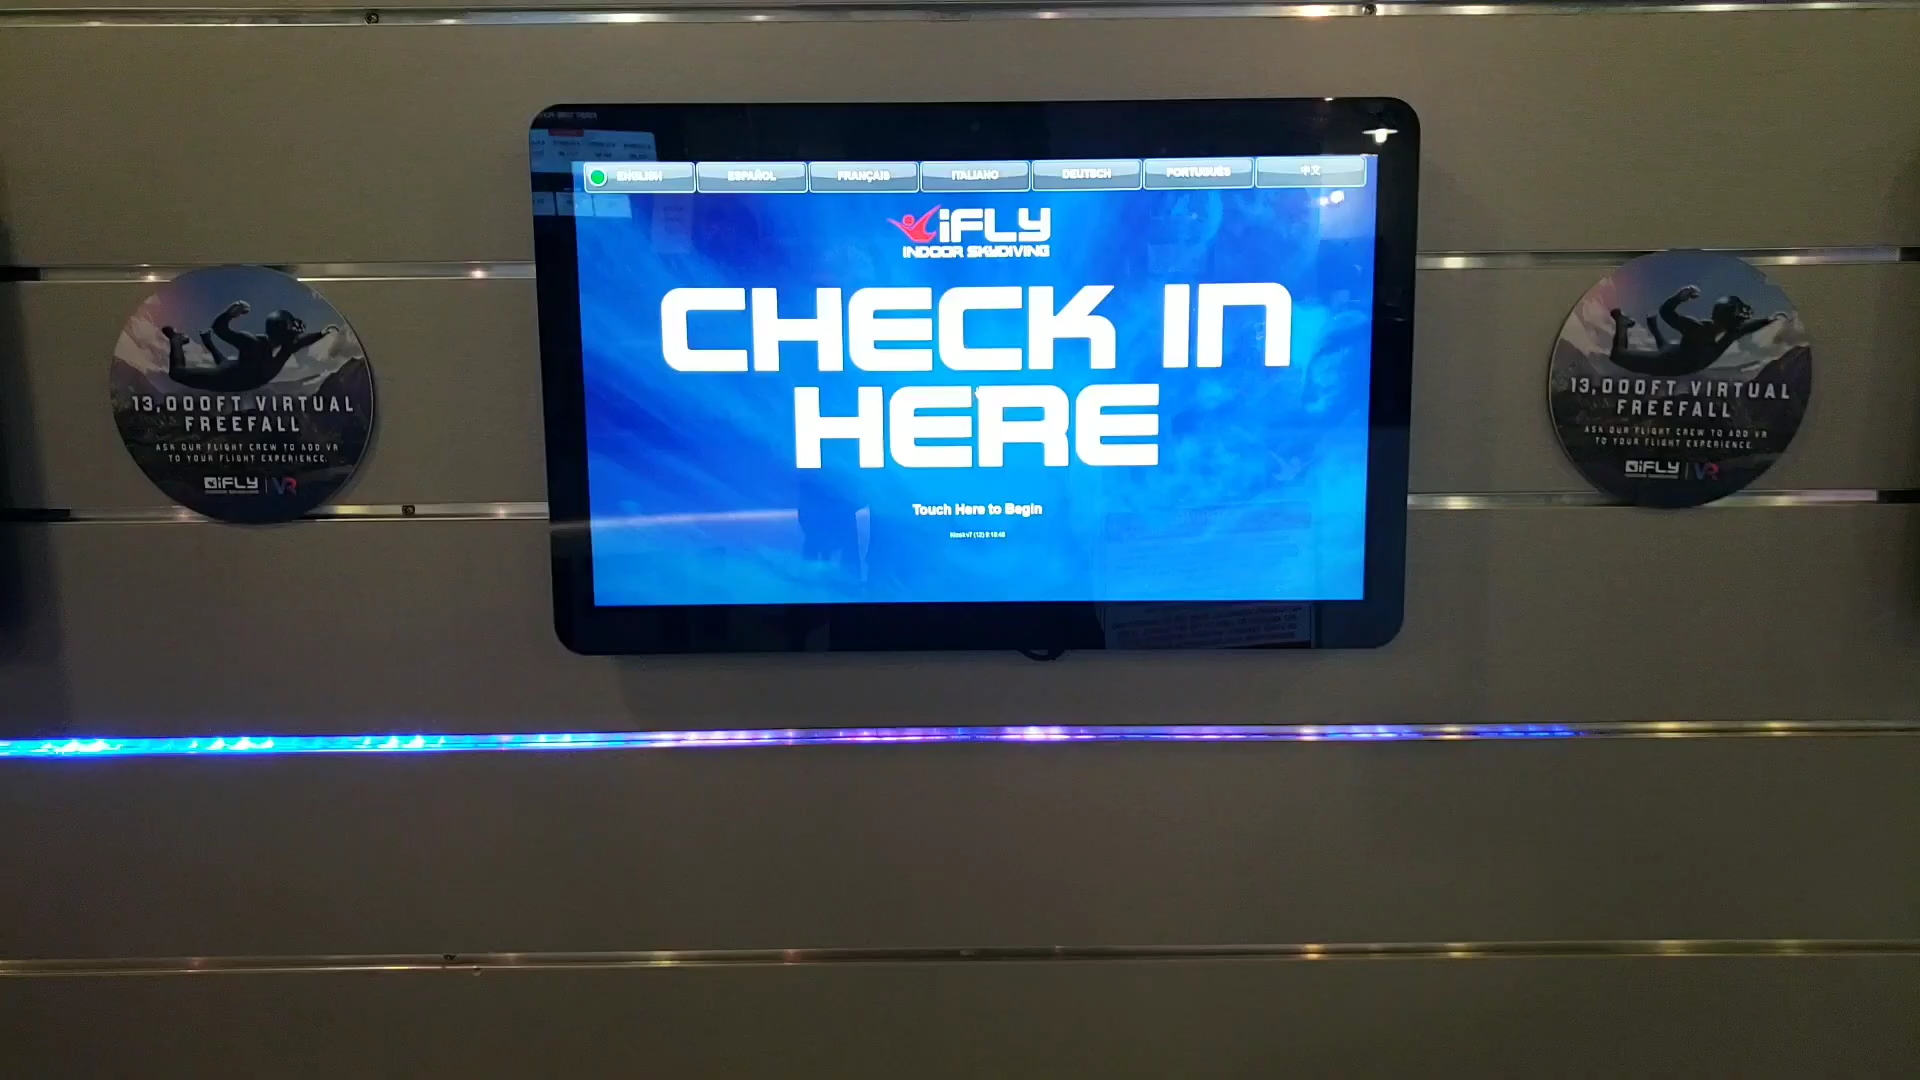 ENGLISH
ESPAÑOL
FRANÇAIS
ITALIANO
DEUTSCH
PORTUGUÊS
中文
iFLY
INDOOR SKYDIVING
CHECK IN
HERE
Touch Here to Begin
13,000FT VIRTUAL
FREEFALL
ASK OUR FLIGHT CREW TO ADD VR
TO YOUR FLIGHT EXPERIENCE.
iFLY | VR
13,000FT VIRTUAL
FREEFALL
ASK OUR FLIGHT CREW TO ADD VR
TO YOUR FLIGHT EXPERIENCE.
iFLY | VR